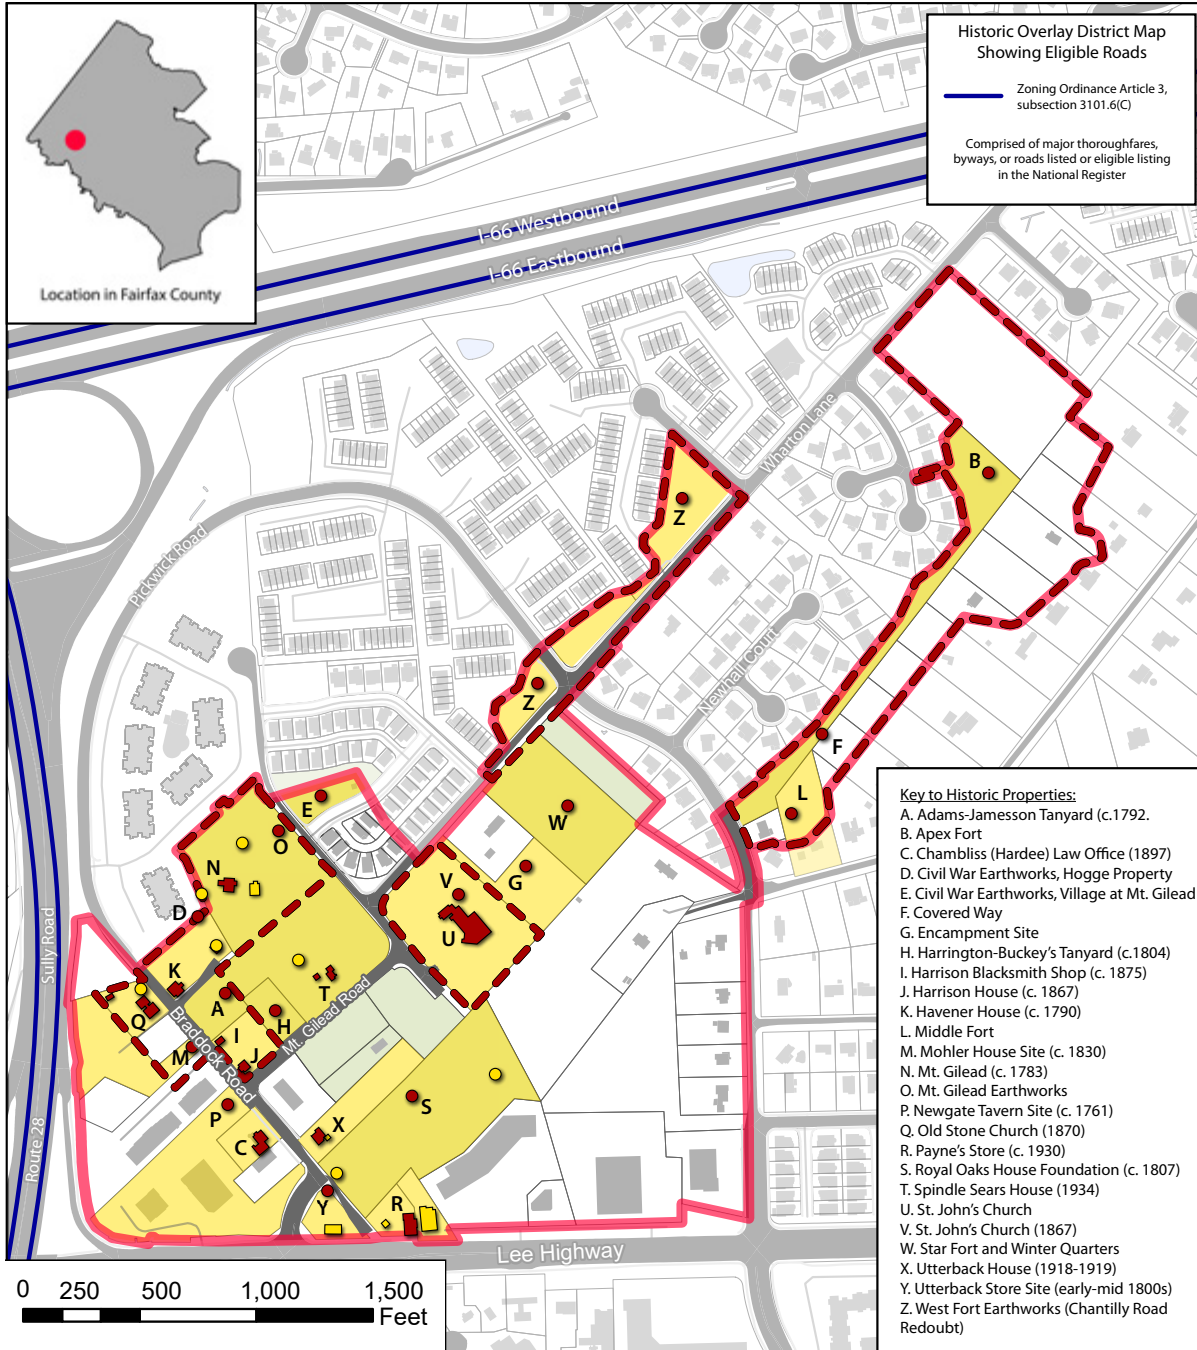 Location in Fairfax County
Historic Overlay District Map
Showing Eligible Roads
Zoning Ordinance Article 3,
subsection 3101.6(C)
Comprised of major thoroughfares,
byways, or roads listed or eligible listing
in the National Register
I-66 Westbound
I-66 Eastbound
Wharton Lane
B
Z
Pickwick Road
Newhall Court
Z
F
E
L
W
O
N
V
G
D
U
K
T
A
Q
H
Mt. Gilead Road
I
M
J
Braddock Road
Sully Road
P
S
X
C
Route 28
Y
R
Lee Highway
Key to Historic Properties:
A. Adams-Jamesson Tanyard (c.1792.
B. Apex Fort
C. Chambliss (Hardee) Law Office (1897)
D. Civil War Earthworks, Hogge Property
E. Civil War Earthworks, Village at Mt. Gilead
F. Covered Way
G. Encampment Site
H. Harrington-Buckey's Tanyard (c.1804)
I. Harrison Blacksmith Shop (c. 1875)
J. Harrison House (c. 1867)
K. Havener House (c. 1790)
L. Middle Fort
M. Mohler House Site (c. 1830)
N. Mt. Gilead (c. 1783)
O. Mt. Gilead Earthworks
P. Newgate Tavern Site (c. 1761)
Q. Old Stone Church (1870)
R. Payne's Store (c. 1930)
S. Royal Oaks House Foundation (c. 1807)
T. Spindle Sears House (1934)
U. St. John's Church
V. St. John's Church (1867)
W. Star Fort and Winter Quarters
X. Utterback House (1918-1919)
Y. Utterback Store Site (early-mid 1800s)
Z. West Fort Earthworks (Chantilly Road
Redoubt)
0 250 500 1,000 1,500
Feet